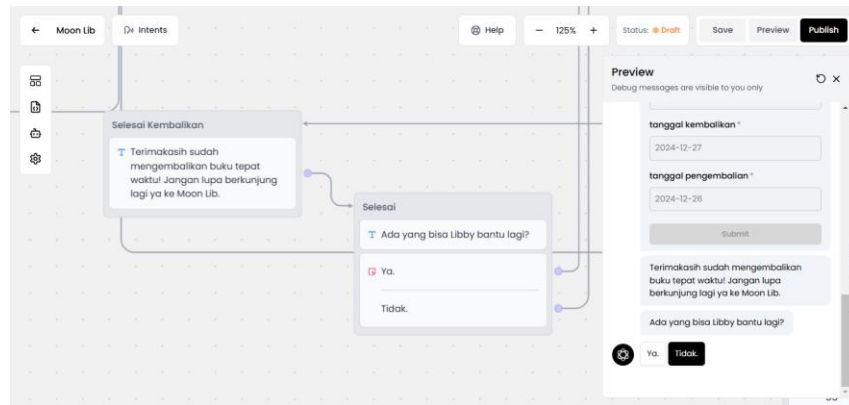 Moon Lib
Intents
Help
125%
Status: Draft
Save
Preview
Publish
Selesai Kembalikan
Terimakasih sudah
mengembalikan buku tepat
waktu! Jangan lupa berkunjung
lagi ya ke Moon Lib.
Selesai
Ada yang bisa Libby bantu lagi?
Ya.
Tidak.
Preview
Debug messages are visible to you only
tanggal kembalikan *
2024-12-27
tanggal pengembalian *
2024-12-26
Submit
Terimakasih sudah mengembalikan
buku tepat waktu! Jangan lupa
berkunjung lagi ya ke Moon Lib.
Ada yang bisa Libby bantu lagi?
Ya.
Tidak.